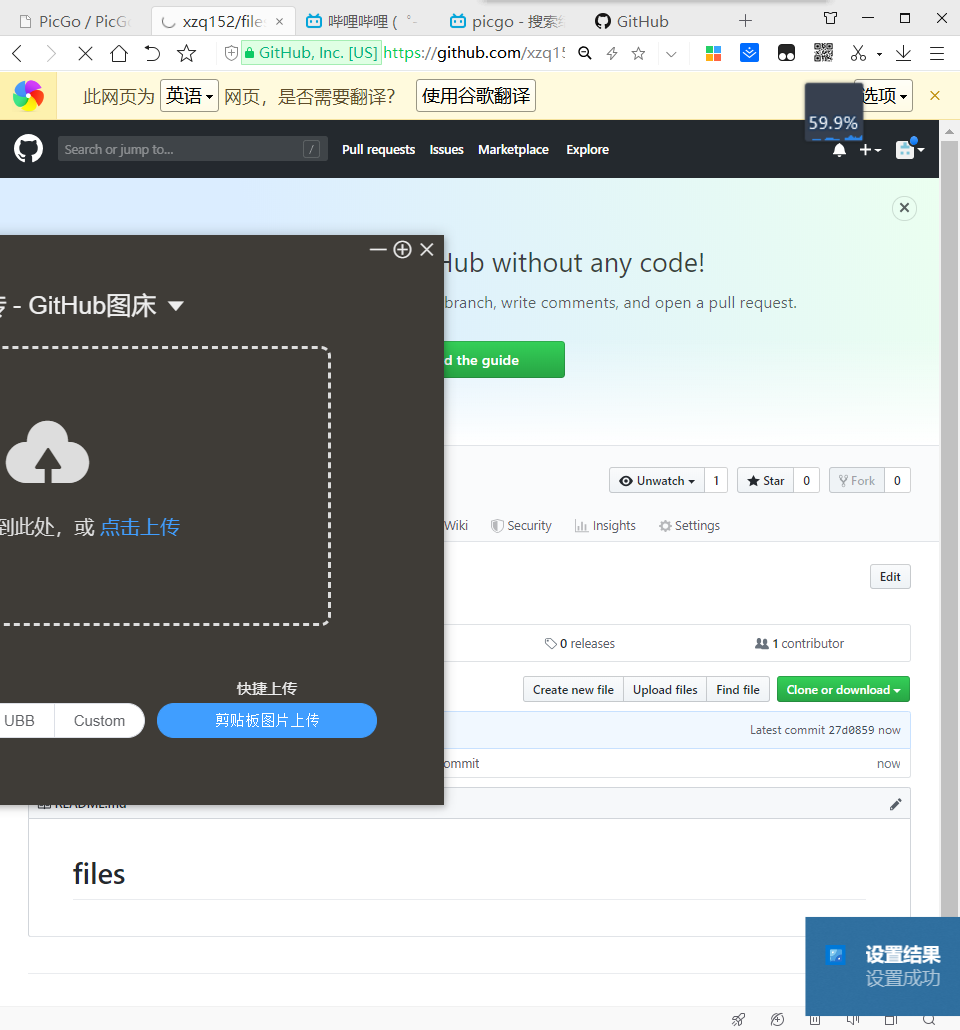 PicGo / PicG
xzq152/file
哔哩哔哩 ( ゜-
picgo - 搜索结
GitHub
GitHub, Inc. [US] https://github.com/xzq15
此网页为 英语 网页，是否需要翻译? 使用谷歌翻译 选项
59.9%
Search or jump to... /
Pull requests Issues Marketplace Explore
Hub without any code!
branch, write comments, and open a pull request.
d the guide
传 - GitHub图床
到此处，或 点击上传
Unwatch 1 Star 0 Fork 0
Wiki Security Insights Settings
Edit
0 releases 1 contributor
快捷上传
UBB Custom 剪贴板图片上传
Create new file Upload files Find file Clone or download
Latest commit 27d0859 now
ommit now
README.md
files
设置结果
设置成功